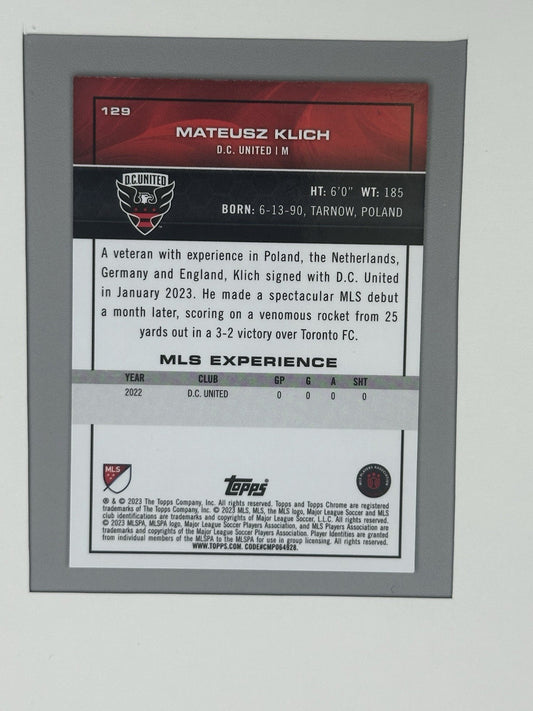 129
MATEUSZ KLICH
D.C. UNITED | M
D.C. UNITED
HT: 6'0" WT: 185
BORN: 6-13-90, TARNOW, POLAND
A veteran with experience in Poland, the Netherlands,
Germany and England, Klich signed with D.C. United
in January 2023. He made a spectacular MLS debut
a month later, scoring on a venomous rocket from 25
yards out in a 3-2 victory over Toronto FC.
MLS EXPERIENCE
YEAR CLUB GP G A SHT
2022 D.C. UNITED 0 0 0 0
MLS
Topps
® & © 2023 The Topps Company, Inc. All rights reserved. Topps and Topps Chrome are registered
trademarks of The Topps Company, Inc. © 2023 MLS, MLS, the MLS logo, Major League Soccer and MLS
club identification are trademarks and copyrights of Major League Soccer, L.L.C. All rights reserved.
© 2023 MLSPA, MLSPA logo, Major League Soccer Players Association, and MLS Players Association are
trademarks and copyrights of Major League Soccer Players Association. Player Identities are granted
from individual members of the MLSPA to the MLSPA for use in group licensing. All rights reserved.
WWW.TOPPS.COM. CODE#CMP064928.